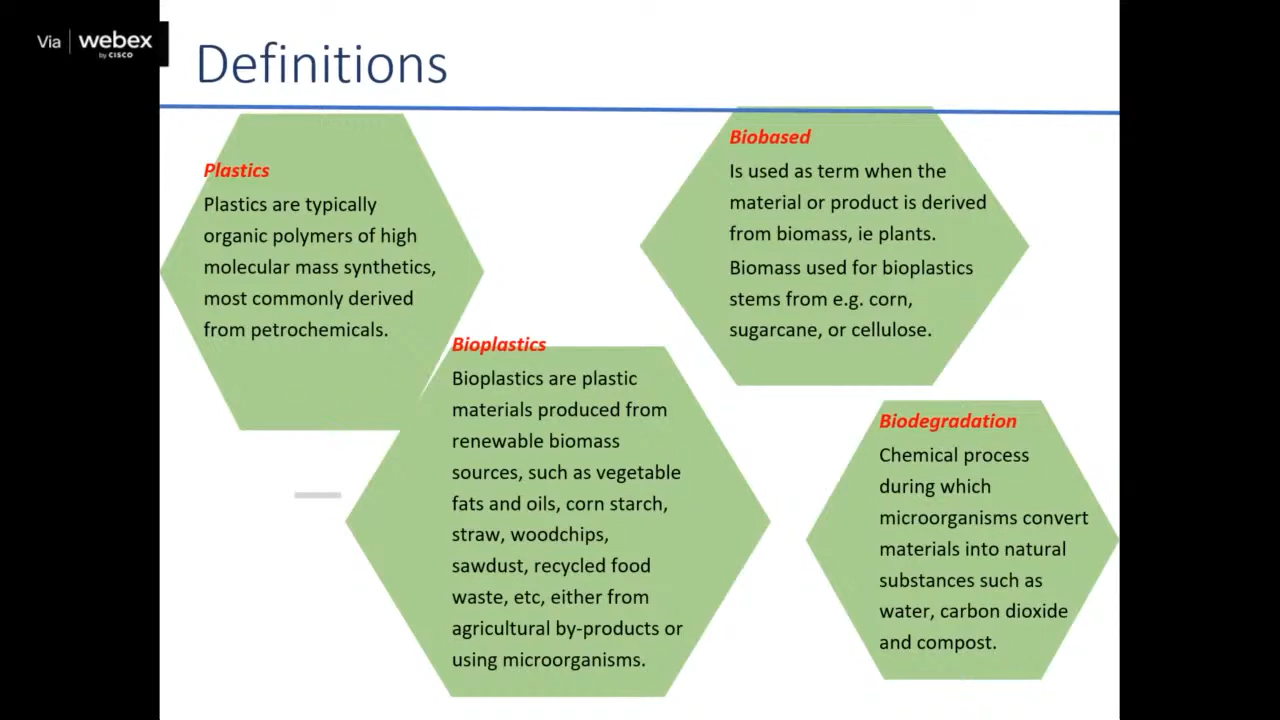 Via webex
by CISCO
Definitions
Plastics
Plastics are typically
organic polymers of high
molecular mass synthetics,
most commonly derived
from petrochemicals.
Biobased
Is used as term when the
material or product is derived
from biomass, ie plants.
Biomass used for bioplastics
stems from e.g. corn,
sugarcane, or cellulose.
Bioplastics
Bioplastics are plastic
materials produced from
renewable biomass
sources, such as vegetable
fats and oils, corn starch,
straw, woodchips,
sawdust, recycled food
waste, etc, either from
agricultural by-products or
using microorganisms.
Biodegradation
Chemical process
during which
microorganisms convert
materials into natural
substances such as
water, carbon dioxide
and compost.